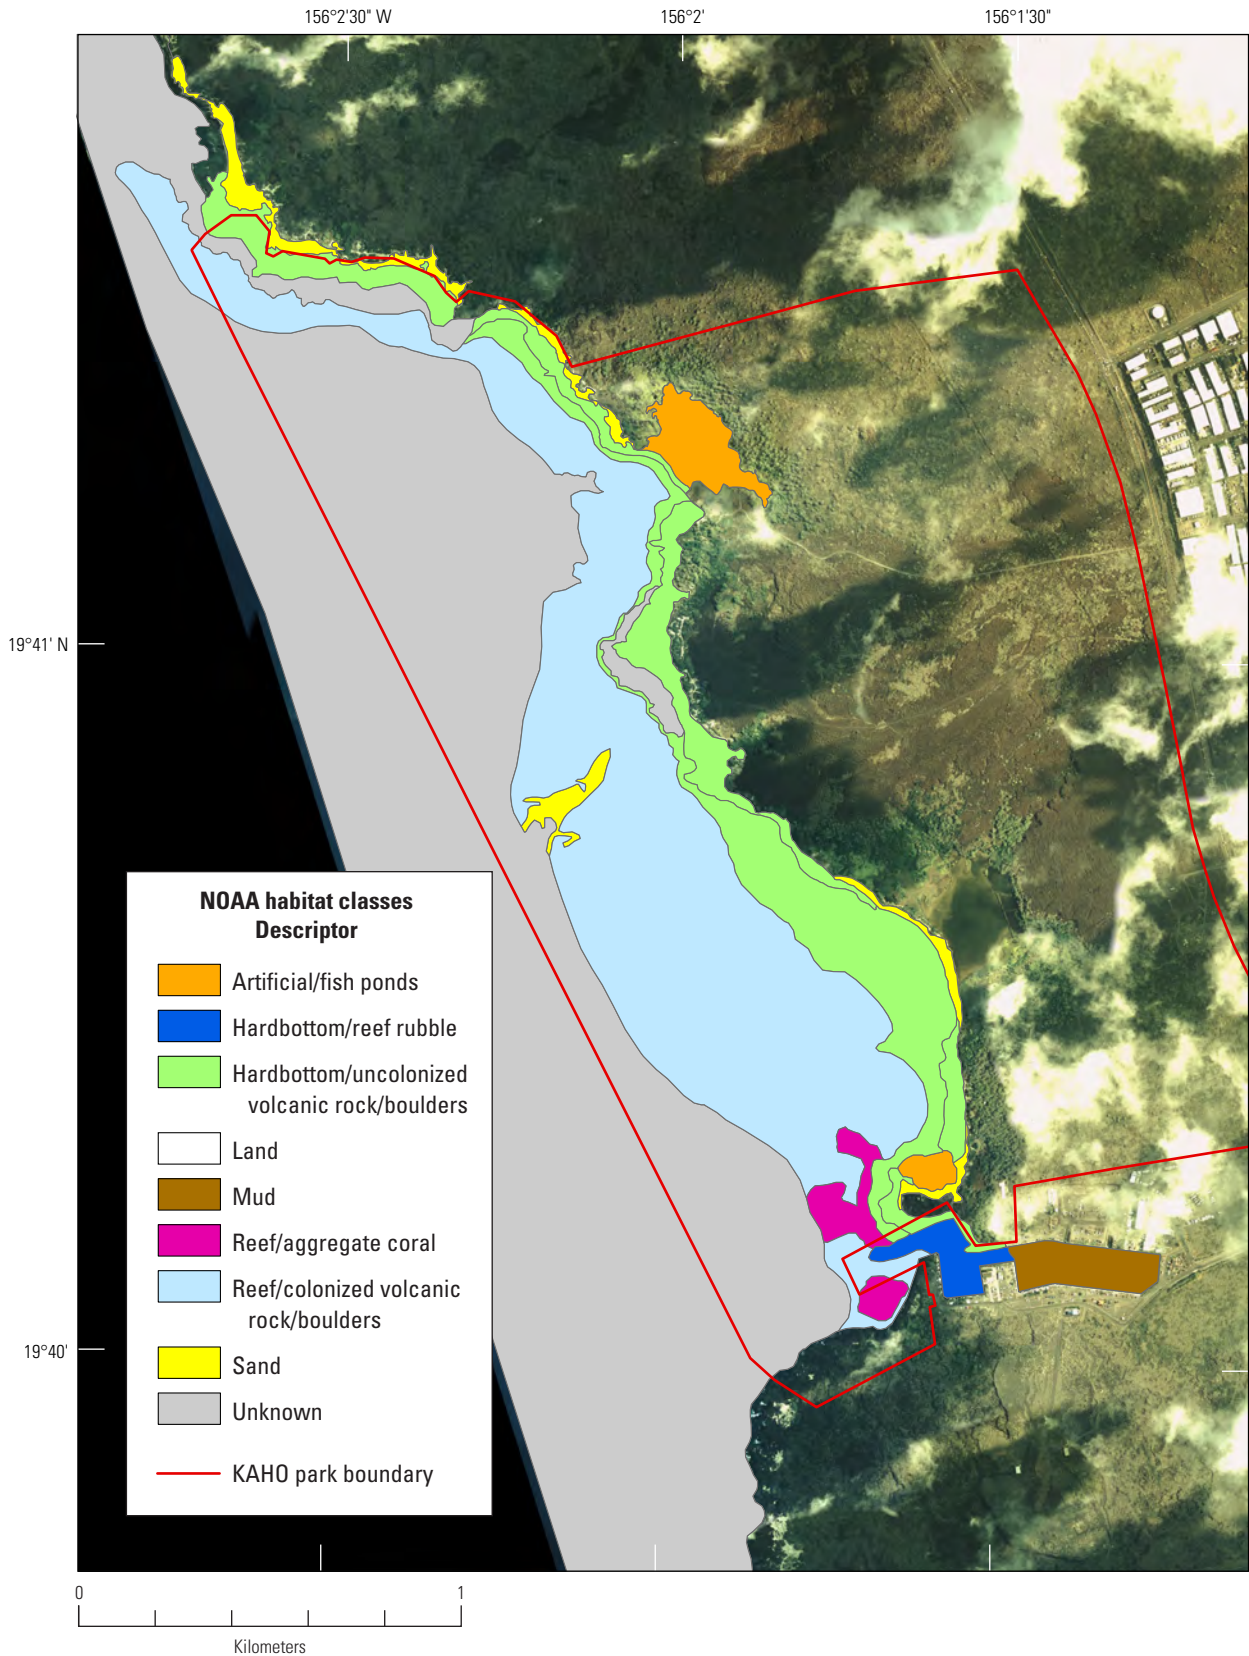 156°2'30" W
156°2'
156°1'30"
19°41' N
NOAA habitat classes
Descriptor
Artificial/fish ponds
Hardbottom/reef rubble
Hardbottom/uncolonized
volcanic rock/boulders
Land
Mud
Reef/aggregate coral
Reef/colonized volcanic
rock/boulders
Sand
Unknown
KAHO park boundary
19°40'
0
1
Kilometers